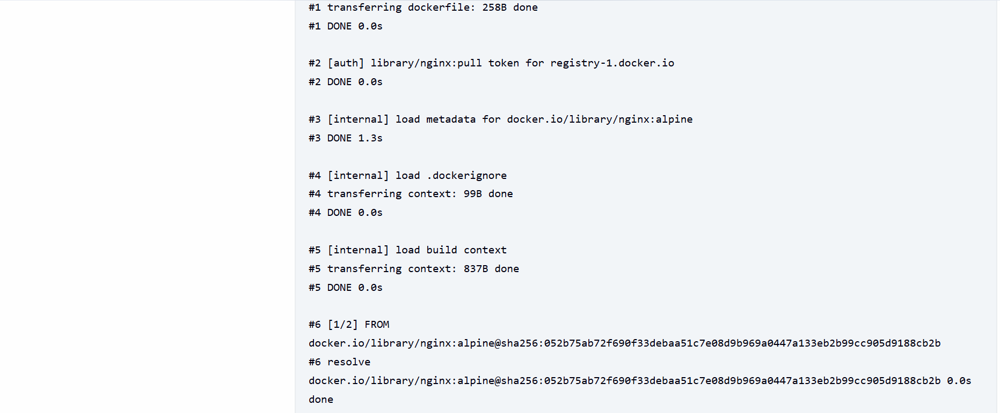 #1 transferring dockerfile: 258B done
#1 DONE 0.0s
#2 [auth] library/nginx:pull token for registry-1.docker.io
#2 DONE 0.0s
#3 [internal] load metadata for docker.io/library/nginx:alpine
#3 DONE 1.3s
#4 [internal] load .dockerignore
#4 transferring context: 99B done
#4 DONE 0.0s
#5 [internal] load build context
#5 transferring context: 837B done
#5 DONE 0.0s
#6 [1/2] FROM
docker.io/library/nginx:alpine@sha256:052b75ab72f690f33debaa51c7e08d9b969a0447a133eb2b99cc905d9188cb2b
#6 resolve
docker.io/library/nginx:alpine@sha256:052b75ab72f690f33debaa51c7e08d9b969a0447a133eb2b99cc905d9188cb2b 0.0s
done